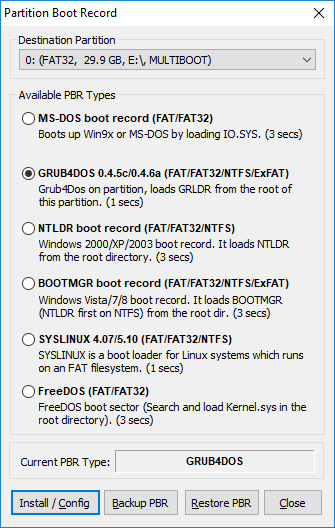 Partition Boot Record
Destination Partition
0: (FAT32, 29.9 GB, E:\, MULTIBOOT)
Available PBR Types
MS-DOS boot record (FAT/FAT32)
Boots up Win9x or MS-DOS by loading IO.SYS. (3 secs)
GRUB4DOS 0.4.5c/0.4.6a (FAT/FAT32/NTFS/ExFAT)
Grub4Dos on partition, loads GRLDR from the root of
this partition. (1 secs)
NTLDR boot record (FAT/FAT32/NTFS)
Windows 2000/XP/2003 boot record. It loads NTLDR
from the root directory. (3 secs)
BOOTMGR boot record (FAT/FAT32/NTFS/ExFAT)
Windows Vista/7/8 boot record. It loads BOOTMGR
(NTLDR first on NTFS) from the root dir. (3 secs)
SYSLINUX 4.07/5.10 (FAT/FAT32/NTFS)
SYSLINUX is a boot loader for Linux systems which runs
on an FAT filesystem. (1 secs)
FreeDOS (FAT/FAT32)
FreeDOS boot sector (Search and load Kernel.sys in the
root directory). (3 secs)
Current PBR Type: GRUB4DOS
Install / Config Backup PBR Restore PBR Close